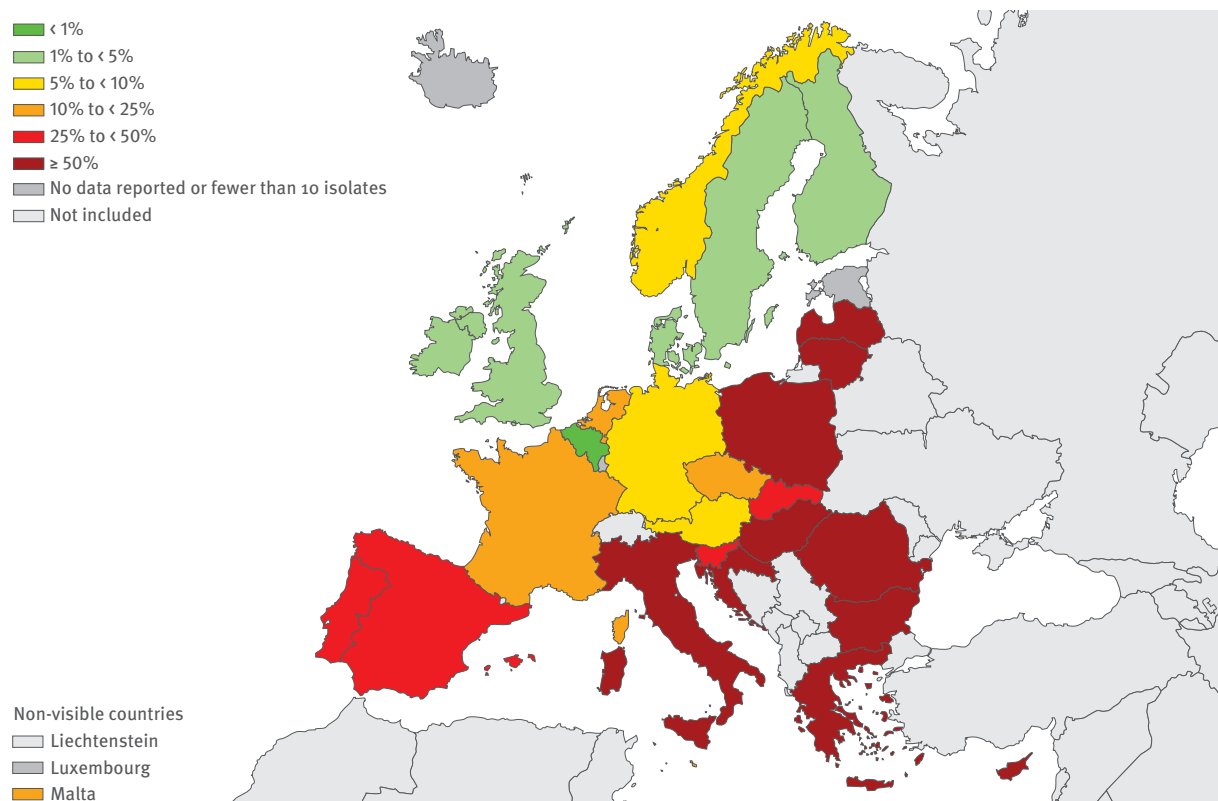 < 1%
1% to < 5%
5% to < 10%
10% to < 25%
25% to < 50%
≥ 50%
No data reported or fewer than 10 isolates
Not included
Non-visible countries
Liechtenstein
Luxembourg
Malta